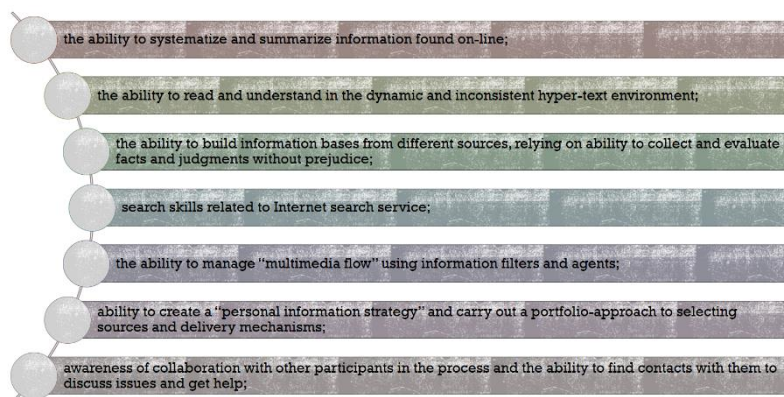 the ability to systematize and summarize information found on-line;
the ability to read and understand in the dynamic and inconsistent hyper-text environment;
the ability to build information bases from different sources, relying on ability to collect and evaluate
facts and judgments without prejudice;
search skills related to Internet search service;
the ability to manage “multimedia flow” using information filters and agents;
ability to create a “personal information strategy” and carry out a portfolio-approach to selecting
sources and delivery mechanisms;
awareness of collaboration with other participants in the process and the ability to find contacts with them to
discuss issues and get help;